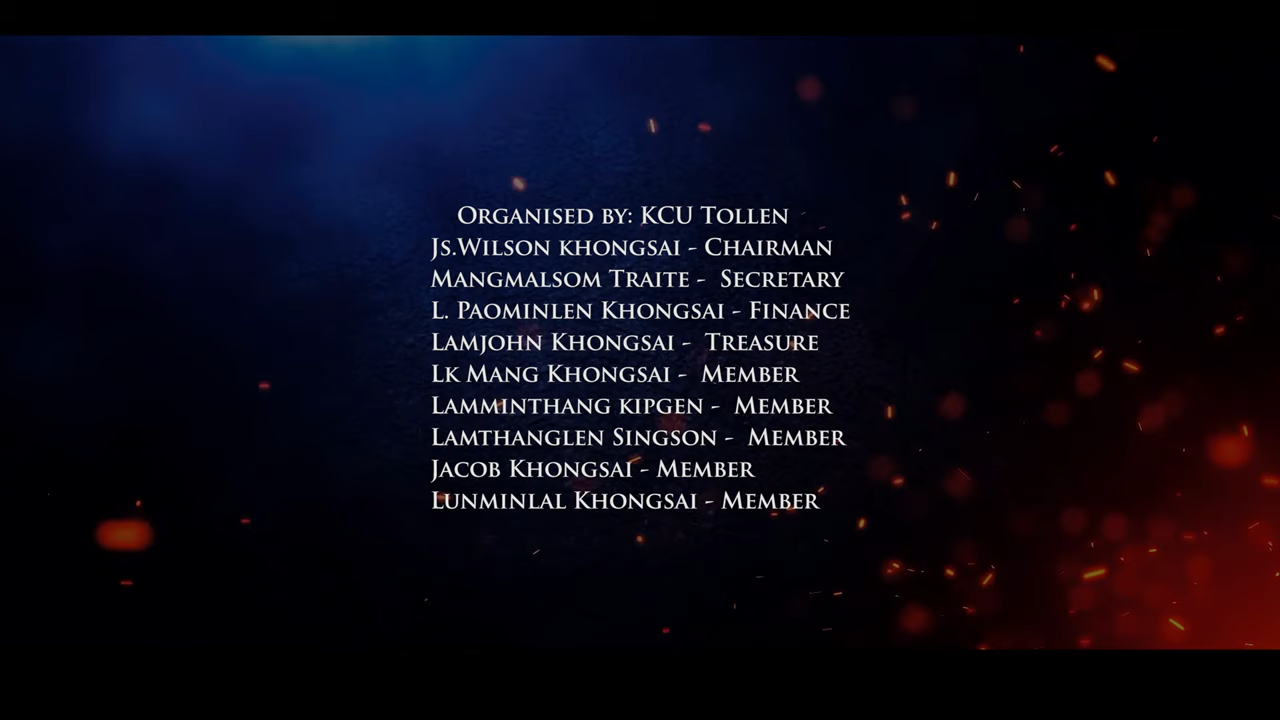 Organised by: KCU Tollen
Js.Wilson khongsai - Chairman
Mangmalsom Traite - Secretary
L. Paominlen Khongsai - Finance
Lamjohn Khongsai - Treasure
Lk Mang Khongsai - Member
Lamminthang kipgen - Member
Lamthanglen Singson - Member
Jacob Khongsai - Member
Lunminlal Khongsai - Member